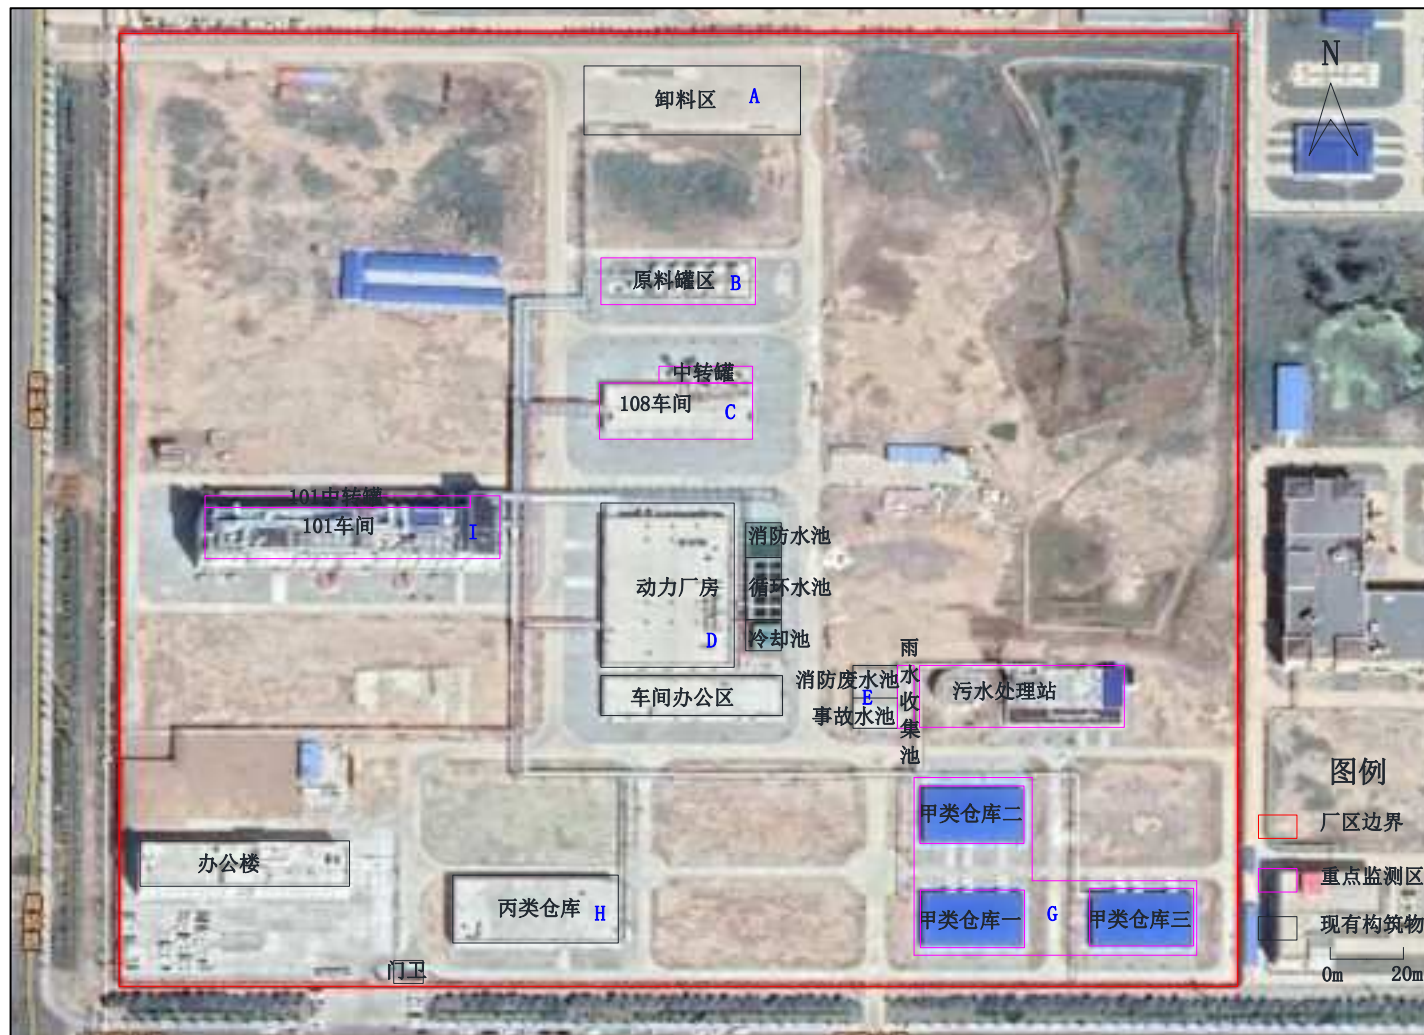 N
卸料区 A
原料罐区 B
中转罐
108车间 C
101中转罐
101车间 I
消防水池
动力厂房
循环水池
D
冷却池
车间办公区
消防废水池
E
事故水池
雨水收集池
污水处理站
甲类仓库二
办公楼
丙类仓库 H
甲类仓库一
G
甲类仓库三
门卫
图例
厂区边界
重点监测区
现有构筑物
0m 20m